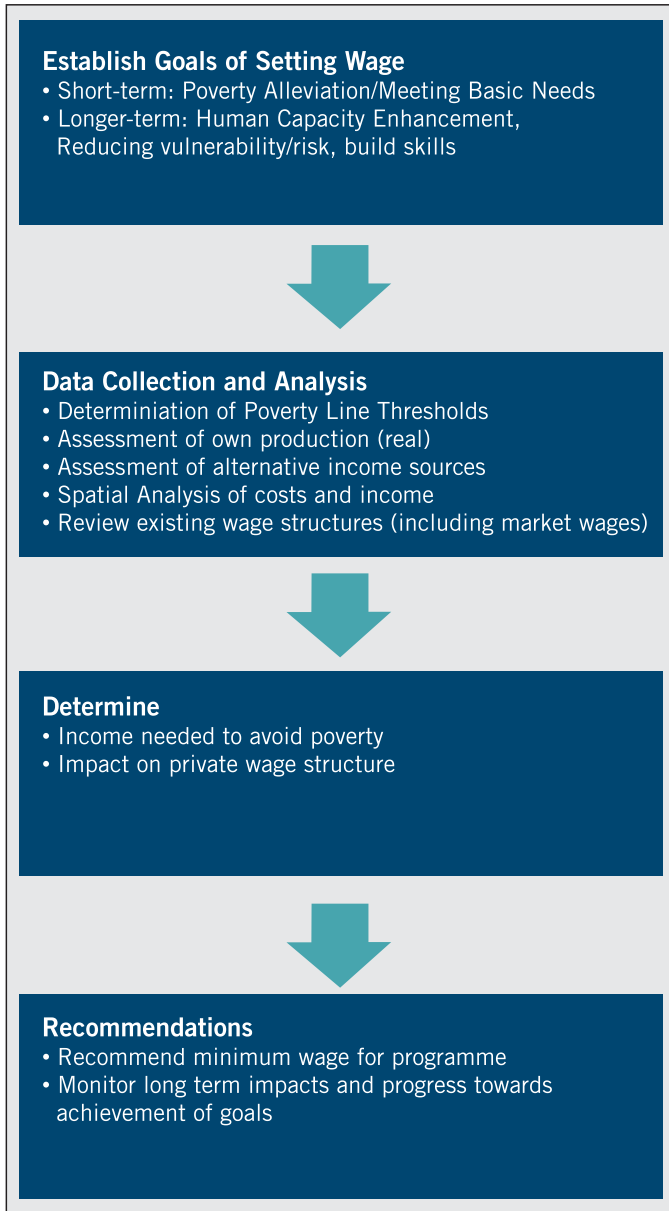 Establish Goals of Setting Wage
• Short-term: Poverty Alleviation/Meeting Basic Needs
• Longer-term: Human Capacity Enhancement,
Reducing vulnerability/risk, build skills
Data Collection and Analysis
• Determiniation of Poverty Line Thresholds
• Assessment of own production (real)
• Assessment of alternative income sources
• Spatial Analysis of costs and income
• Review existing wage structures (including market wages)
Determine
• Income needed to avoid poverty
• Impact on private wage structure
Recommendations
• Recommend minimum wage for programme
• Monitor long term impacts and progress towards
achievement of goals